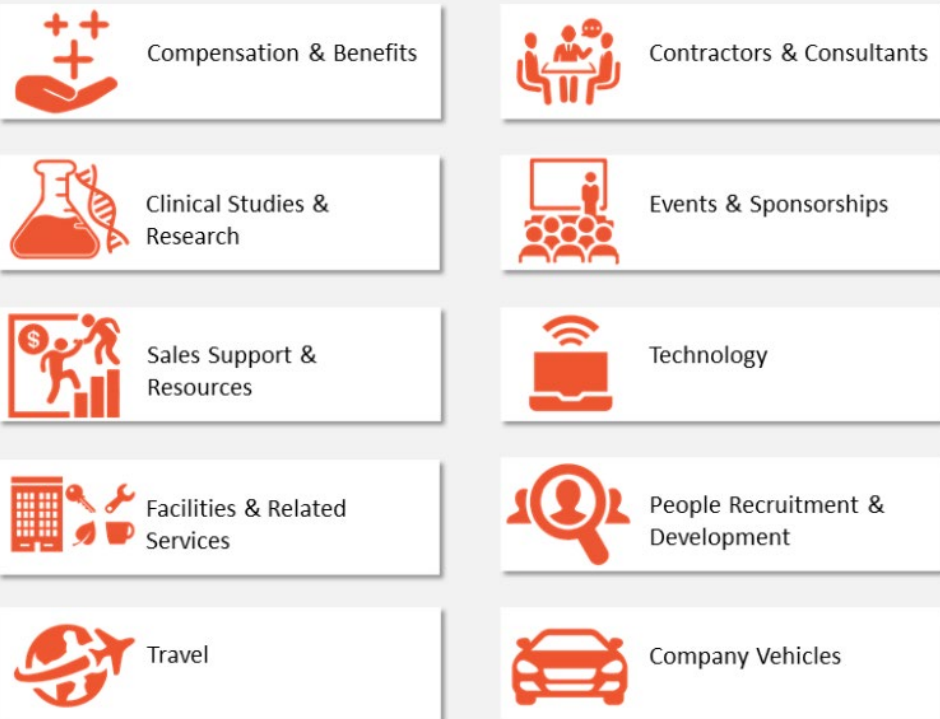 Compensation & Benefits
Contractors & Consultants
Clinical Studies &
Research
Events & Sponsorships
$
Sales Support &
Resources
Technology
Facilities & Related
Services
People Recruitment &
Development
Travel
Company Vehicles